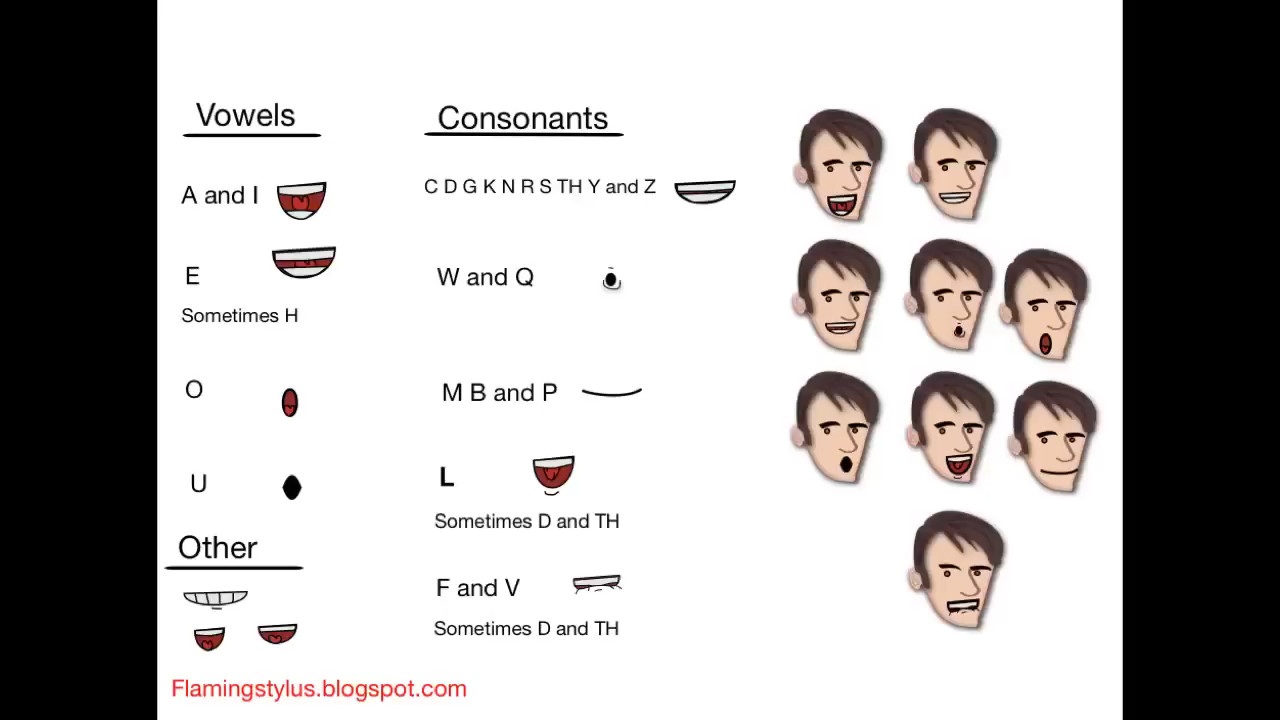 Vowels
A and I
E
Sometimes H
O
U
Other
Consonants
C D G K N R S TH Y and Z
W and Q
M B and P
L
Sometimes D and TH
F and V
Sometimes D and TH
Flamingstylus.blogspot.com